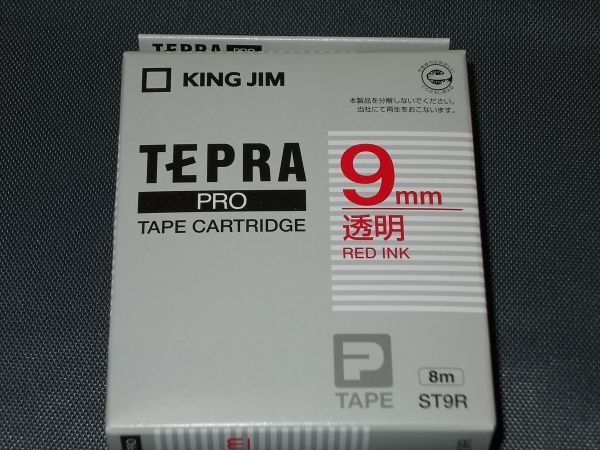 TEPRA PRO
KING JIM
本製品を分解しないでください。
当社にて再生をおこないます。
TEPRA
PRO
TAPE CARTRIDGE
9mm
透明
RED INK
P
TAPE
8m
ST9R
PRO
mm